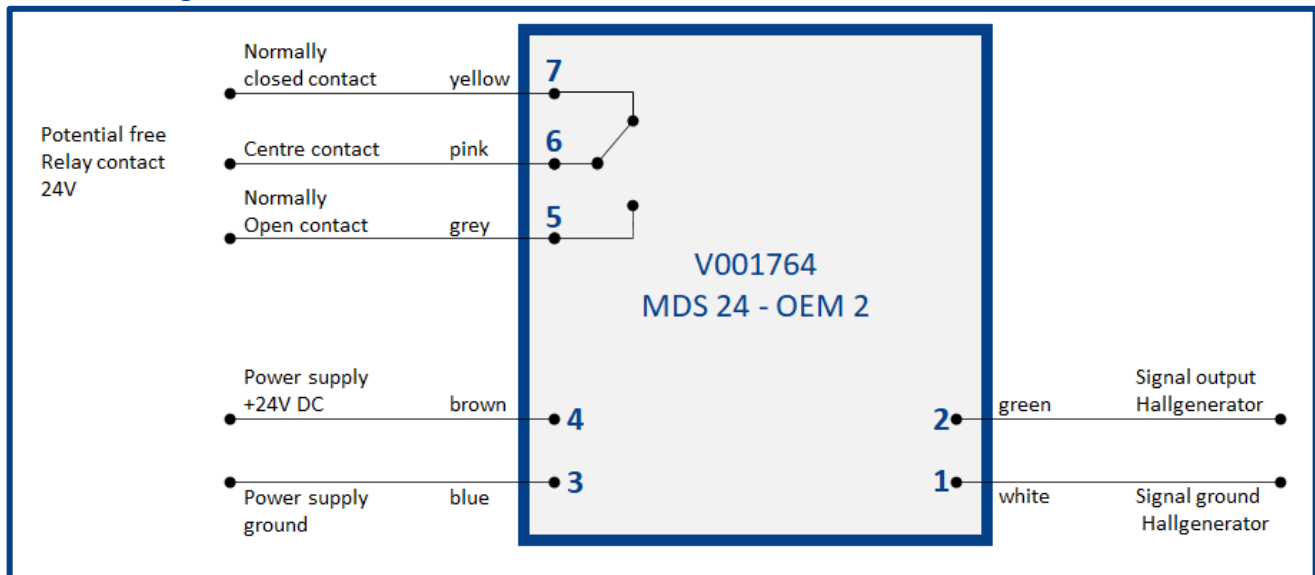 Normally
closed contact
yellow
7
Potential free
Relay contact
24V
Centre contact
pink
6
Normally
Open contact
grey
5
V001764
MDS 24 - OEM 2
Power supply
+24V DC
brown
4
2
green
Signal output
Hallgenerator
Power supply
ground
blue
3
1
white
Signal ground
Hallgenerator